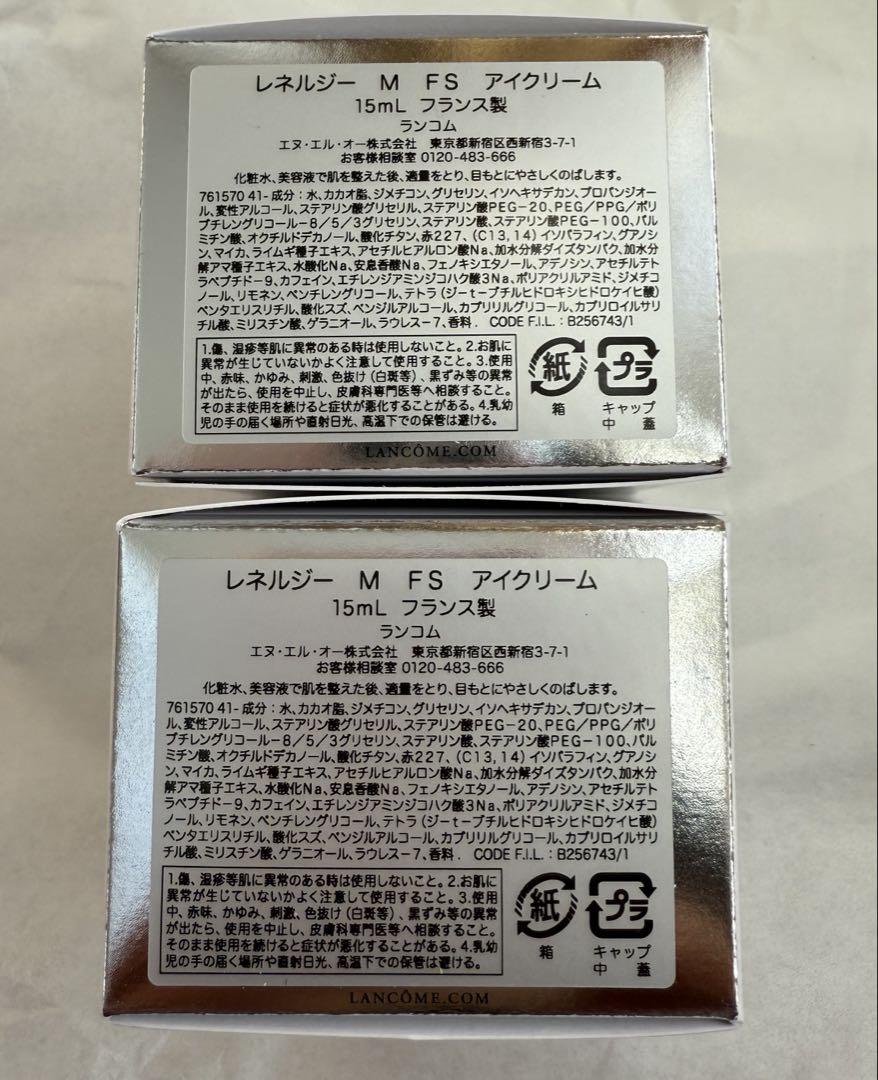 レネルジー M FS アイクリーム
15mL フランス製
ランコム
エヌ・エル・オー株式会社 東京都新宿区西新宿3-7-1
お客様相談室 0120-483-666
化粧水、美容液で肌を整えた後、適量をとり、目もとにやさしくのばします。
761570 41- 成分：水、カカオ脂、ジメチコン、グリセリン、イソヘキサデカン、プロパンジオー
ル、変性アルコール、ステアリン酸グリセリル、ステアリン酸PEG-20、PEG／PPG／ポリ
ブチレングリコール-8／5／3グリセリン、ステアリン酸、ステアリン酸PEG-100、パル
ミチン酸、オクチルドデカノール、酸化チタン、赤227、（C13,14）イソパラフィン、グアノシ
ン、マイカ、ライムギ種子エキス、アセチルヒアルロン酸Na、加水分解ダイズタンパク、加水分
解アマ種子エキス、水酸化Na、安息香酸Na、フェノキシエタノール、アデノシン、アセチルテト
ラペプチド-9、カフェイン、エチレンジアミンジコハク酸3Na、ポリアクリルアミド、ジメチコ
ノール、リモネン、ペンチレングリコール、テトラ（ジ-t-ブチルヒドロキシヒドロケイヒ酸）
ペンタエリスリチル、酸化スズ、ベンジルアルコール、カプリリルグリコール、カプリロイルサリ
チル酸、ミリスチン酸、ゲラニオール、ラウレス-7、香料． CODE F.I.L.：B256743/1
1.傷、湿疹等肌に異常のある時は使用しないこと。2.お肌に
異常が生じていないかよく注意して使用すること。3.使用
中、赤味、かゆみ、刺激、色抜け（白斑等）、黒ずみ等の異常
が出たら、使用を中止し、皮膚科専門医等へ相談すること。
そのまま使用を続けると症状が悪化することがある。4.乳幼
児の手の届く場所や直射日光、高温下での保管は避ける。
紙 プラ
箱 キャップ
中 蓋
LANCÔME.COM
レネルジー M FS アイクリーム
15mL フランス製
ランコム
エヌ・エル・オー株式会社 東京都新宿区西新宿3-7-1
お客様相談室 0120-483-666
化粧水、美容液で肌を整えた後、適量をとり、目もとにやさしくのばします。
761570 41- 成分：水、カカオ脂、ジメチコン、グリセリン、イソヘキサデカン、プロパンジオー
ル、変性アルコール、ステアリン酸グリセリル、ステアリン酸PEG-20、PEG／PPG／ポリ
ブチレングリコール-8／5／3グリセリン、ステアリン酸、ステアリン酸PEG-100、パル
ミチン酸、オクチルドデカノール、酸化チタン、赤227、（C13,14）イソパラフィン、グアノシ
ン、マイカ、ライムギ種子エキス、アセチルヒアルロン酸Na、加水分解ダイズタンパク、加水分
解アマ種子エキス、水酸化Na、安息香酸Na、フェノキシエタノール、アデノシン、アセチルテト
ラペプチド-9、カフェイン、エチレンジアミンジコハク酸3Na、ポリアクリルアミド、ジメチコ
ノール、リモネン、ペンチレングリコール、テトラ（ジ-t-ブチルヒドロキシヒドロケイヒ酸）
ペンタエリスリチル、酸化スズ、ベンジルアルコール、カプリリルグリコール、カプリロイルサリ
チル酸、ミリスチン酸、ゲラニオール、ラウレス-7、香料． CODE F.I.L.：B256743/1
1.傷、湿疹等肌に異常のある時は使用しないこと。2.お肌に
異常が生じていないかよく注意して使用すること。3.使用
中、赤味、かゆみ、刺激、色抜け（白斑等）、黒ずみ等の異常
が出たら、使用を中止し、皮膚科専門医等へ相談すること。
そのまま使用を続けると症状が悪化することがある。4.乳幼
児の手の届く場所や直射日光、高温下での保管は避ける。
紙 プラ
箱 キャップ
中 蓋
LANCÔME.COM